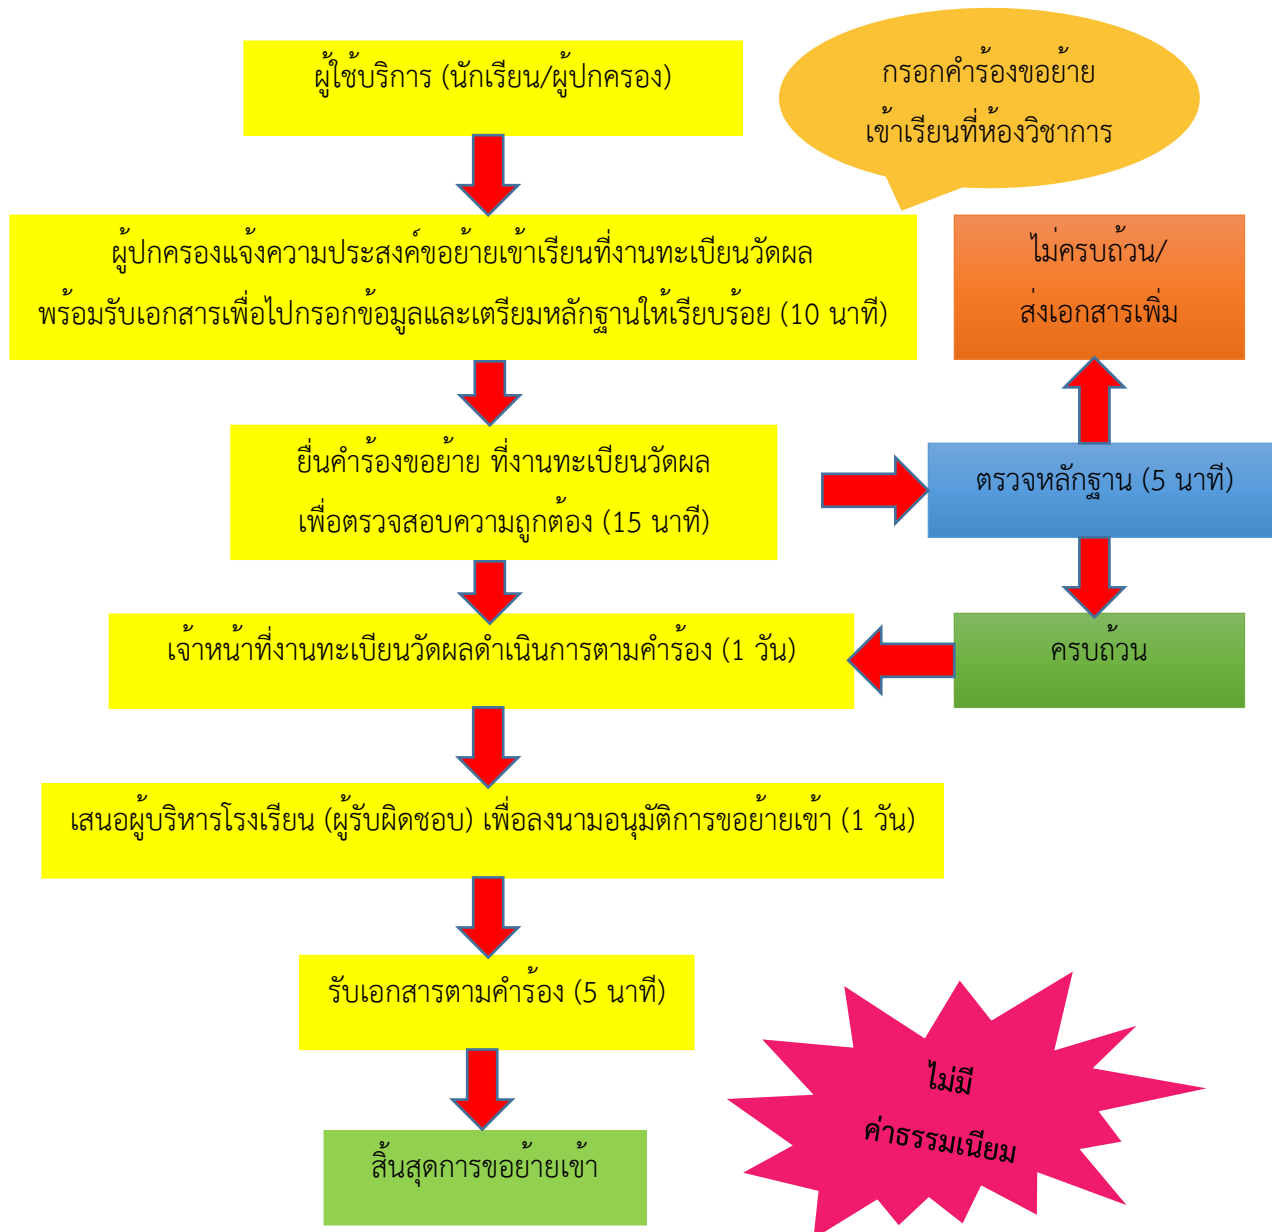 ผู้ใช้บริการ (นักเรียน/ผู้ปกครอง)
กรอกคำร้องขอย้าย
เข้าเรียนที่ห้องวิชาการ
ผู้ปกครองแจ้งความประสงค์ขอย้ายเข้าเรียนที่งานทะเบียนวัดผล
พร้อมรับเอกสารเพื่อไปกรอกข้อมูลและเตรียมหลักฐานให้เรียบร้อย (10 นาที)
ไม่ครบถ้วน/
ส่งเอกสารเพิ่ม
ยื่นคำร้องขอย้าย ที่งานทะเบียนวัดผล
เพื่อตรวจสอบความถูกต้อง (15 นาที)
ตรวจหลักฐาน (5 นาที)
เจ้าหน้าที่งานทะเบียนวัดผลดำเนินการตามคำร้อง (1 วัน)
ครบถ้วน
เสนอผู้บริหารโรงเรียน (ผู้รับผิดชอบ) เพื่อลงนามอนุมัติการขอย้ายเข้า (1 วัน)
รับเอกสารตามคำร้อง (5 นาที)
ไม่มี
ค่าธรรมเนียม
สิ้นสุดการขอย้ายเข้า